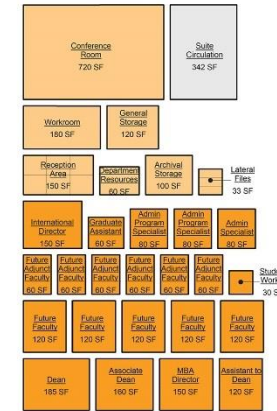 Conference
Room
720 SF
Suite
Circulation
342 SF
Workroom
180 SF
General
Storage
120 SF
Reception
Area
150 SF
Department
Resources
60 SF
Archival
Storage
100 SF
Lateral
Files
33 SF
International
Director
150 SF
Graduate
Assistant
60 SF
Admin
Program
Specialist
80 SF
Admin
Program
Specialist
80 SF
Admin
Specialist
80 SF
Future
Adjunct
Faculty
60 SF
Future
Adjunct
Faculty
60 SF
Future
Adjunct
Faculty
60 SF
Future
Adjunct
Faculty
60 SF
Future
Adjunct
Faculty
60 SF
Future
Adjunct
Faculty
60 SF
Stud
Work
30 S
Future
Faculty
120 SF
Future
Faculty
120 SF
Future
Faculty
120 SF
Future
Faculty
120 SF
Future
Faculty
120 SF
Dean
185 SF
Associate
Dean
160 SF
MBA
Director
150 SF
Assistant to
Dean
120 SF